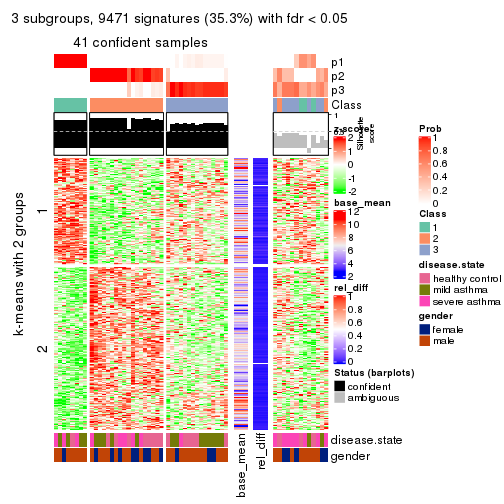 3 subgroups, 9471 signatures (35.3%) with fdr < 0.05
41 confident samples
p1
p2
p3
Class
1
0.5
0
Silhouette
score
z-score
2
1
0
-1
-2
base_mean
12
10
8
6
4
2
rel_diff
1
0.8
0.6
0.4
0.2
0
Status (barplots)
confident
ambiguous
Prob
1
0.8
0.6
0.4
0.2
0
Class
1
2
3
disease.state
healthy control
mild asthma
severe asthma
gender
female
male
k-means with 2 groups
1
2
base_mean
rel_diff
disease.state
gender